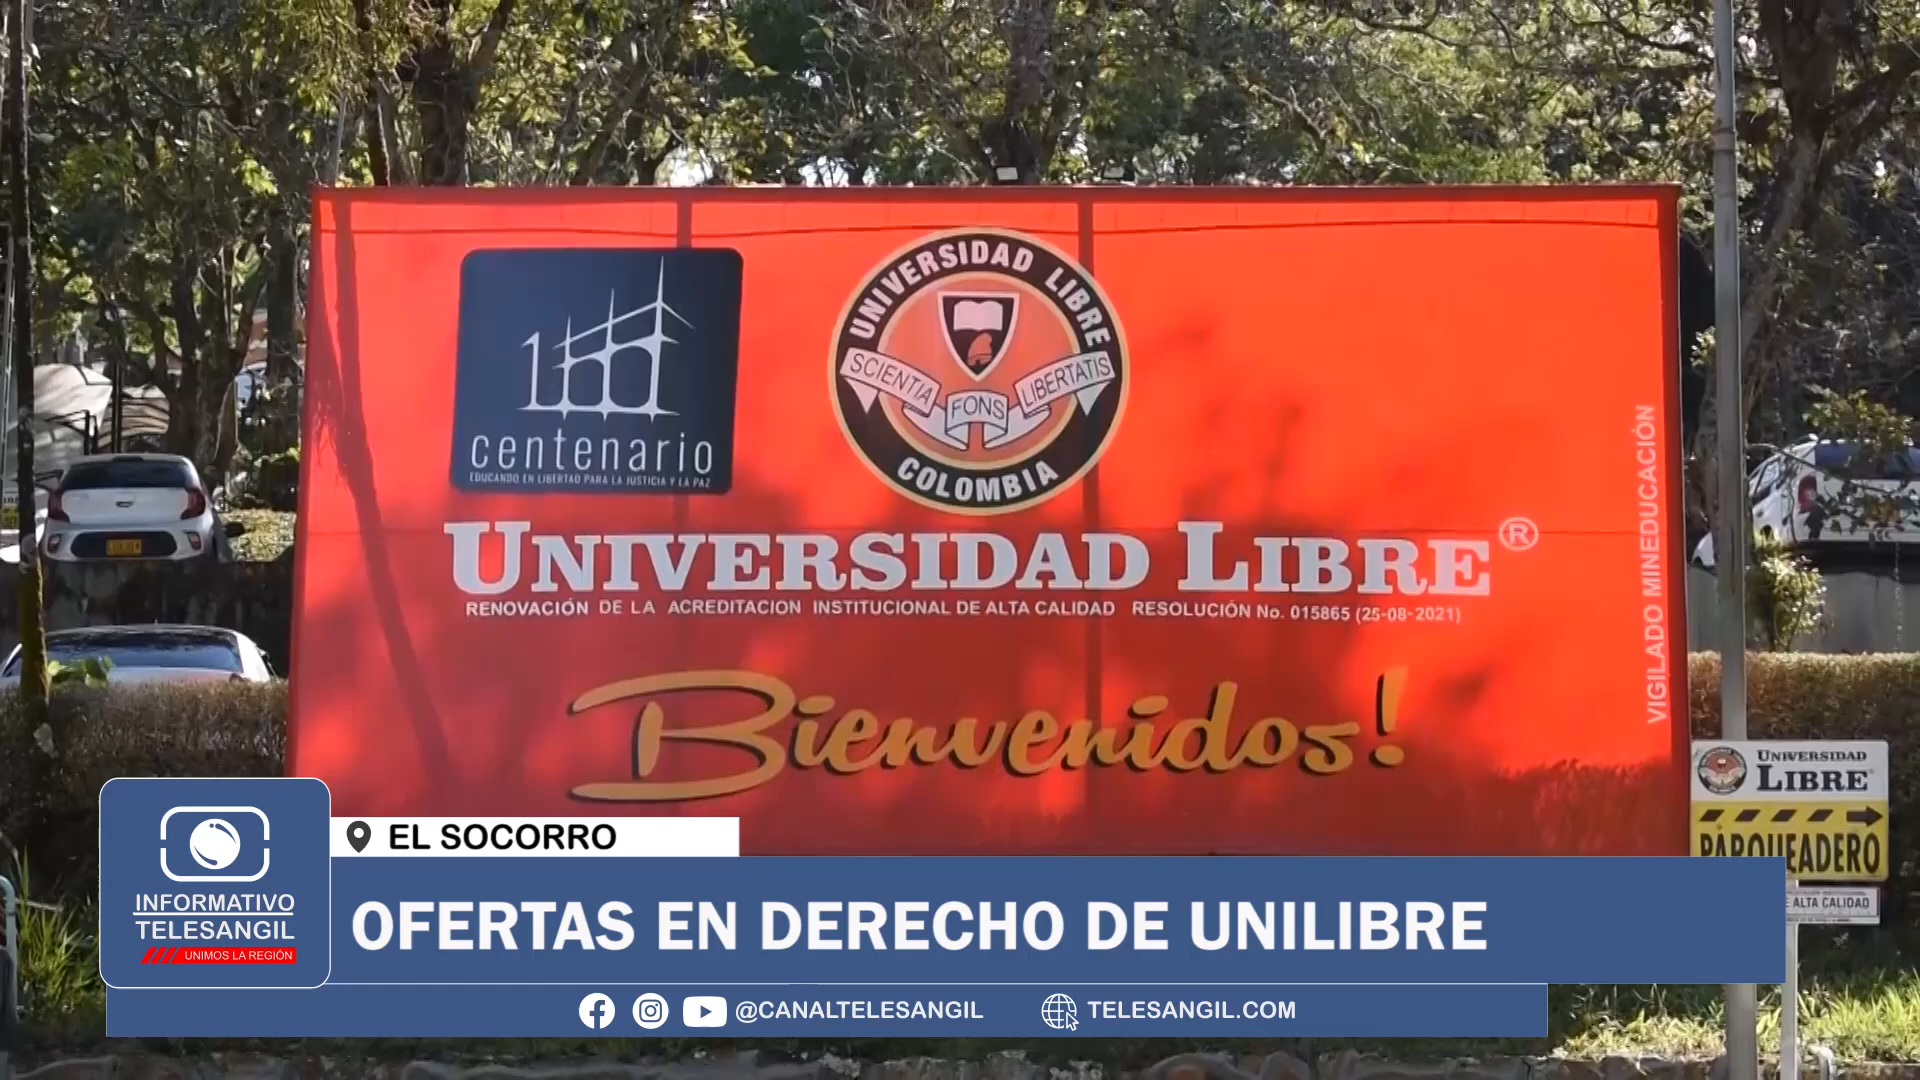 100
centenario
EDUCANDO EN LIBERTAD PARA LA JUSTICIA Y LA PAZ
UNIVERSIDAD LIBRE
SCIENTIA FONS LIBERTATIS
COLOMBIA
UNIVERSIDAD LIBRE®
RENOVACIÓN DE LA ACREDITACION INSTITUCIONAL DE ALTA CALIDAD RESOLUCIÓN No. 015865 (25-08-2021)
Bienvenidos!
VIGILADO MINEDUCACIÓN
UNIVERSIDAD
LIBRE
PARQUEADERO
ALTA CALIDAD
EL SOCORRO
INFORMATIVO
TELESANGIL
UNIMOS LA REGIÓN
OFERTAS EN DERECHO DE UNILIBRE
@CANALTELESANGIL TELESANGIL.COM